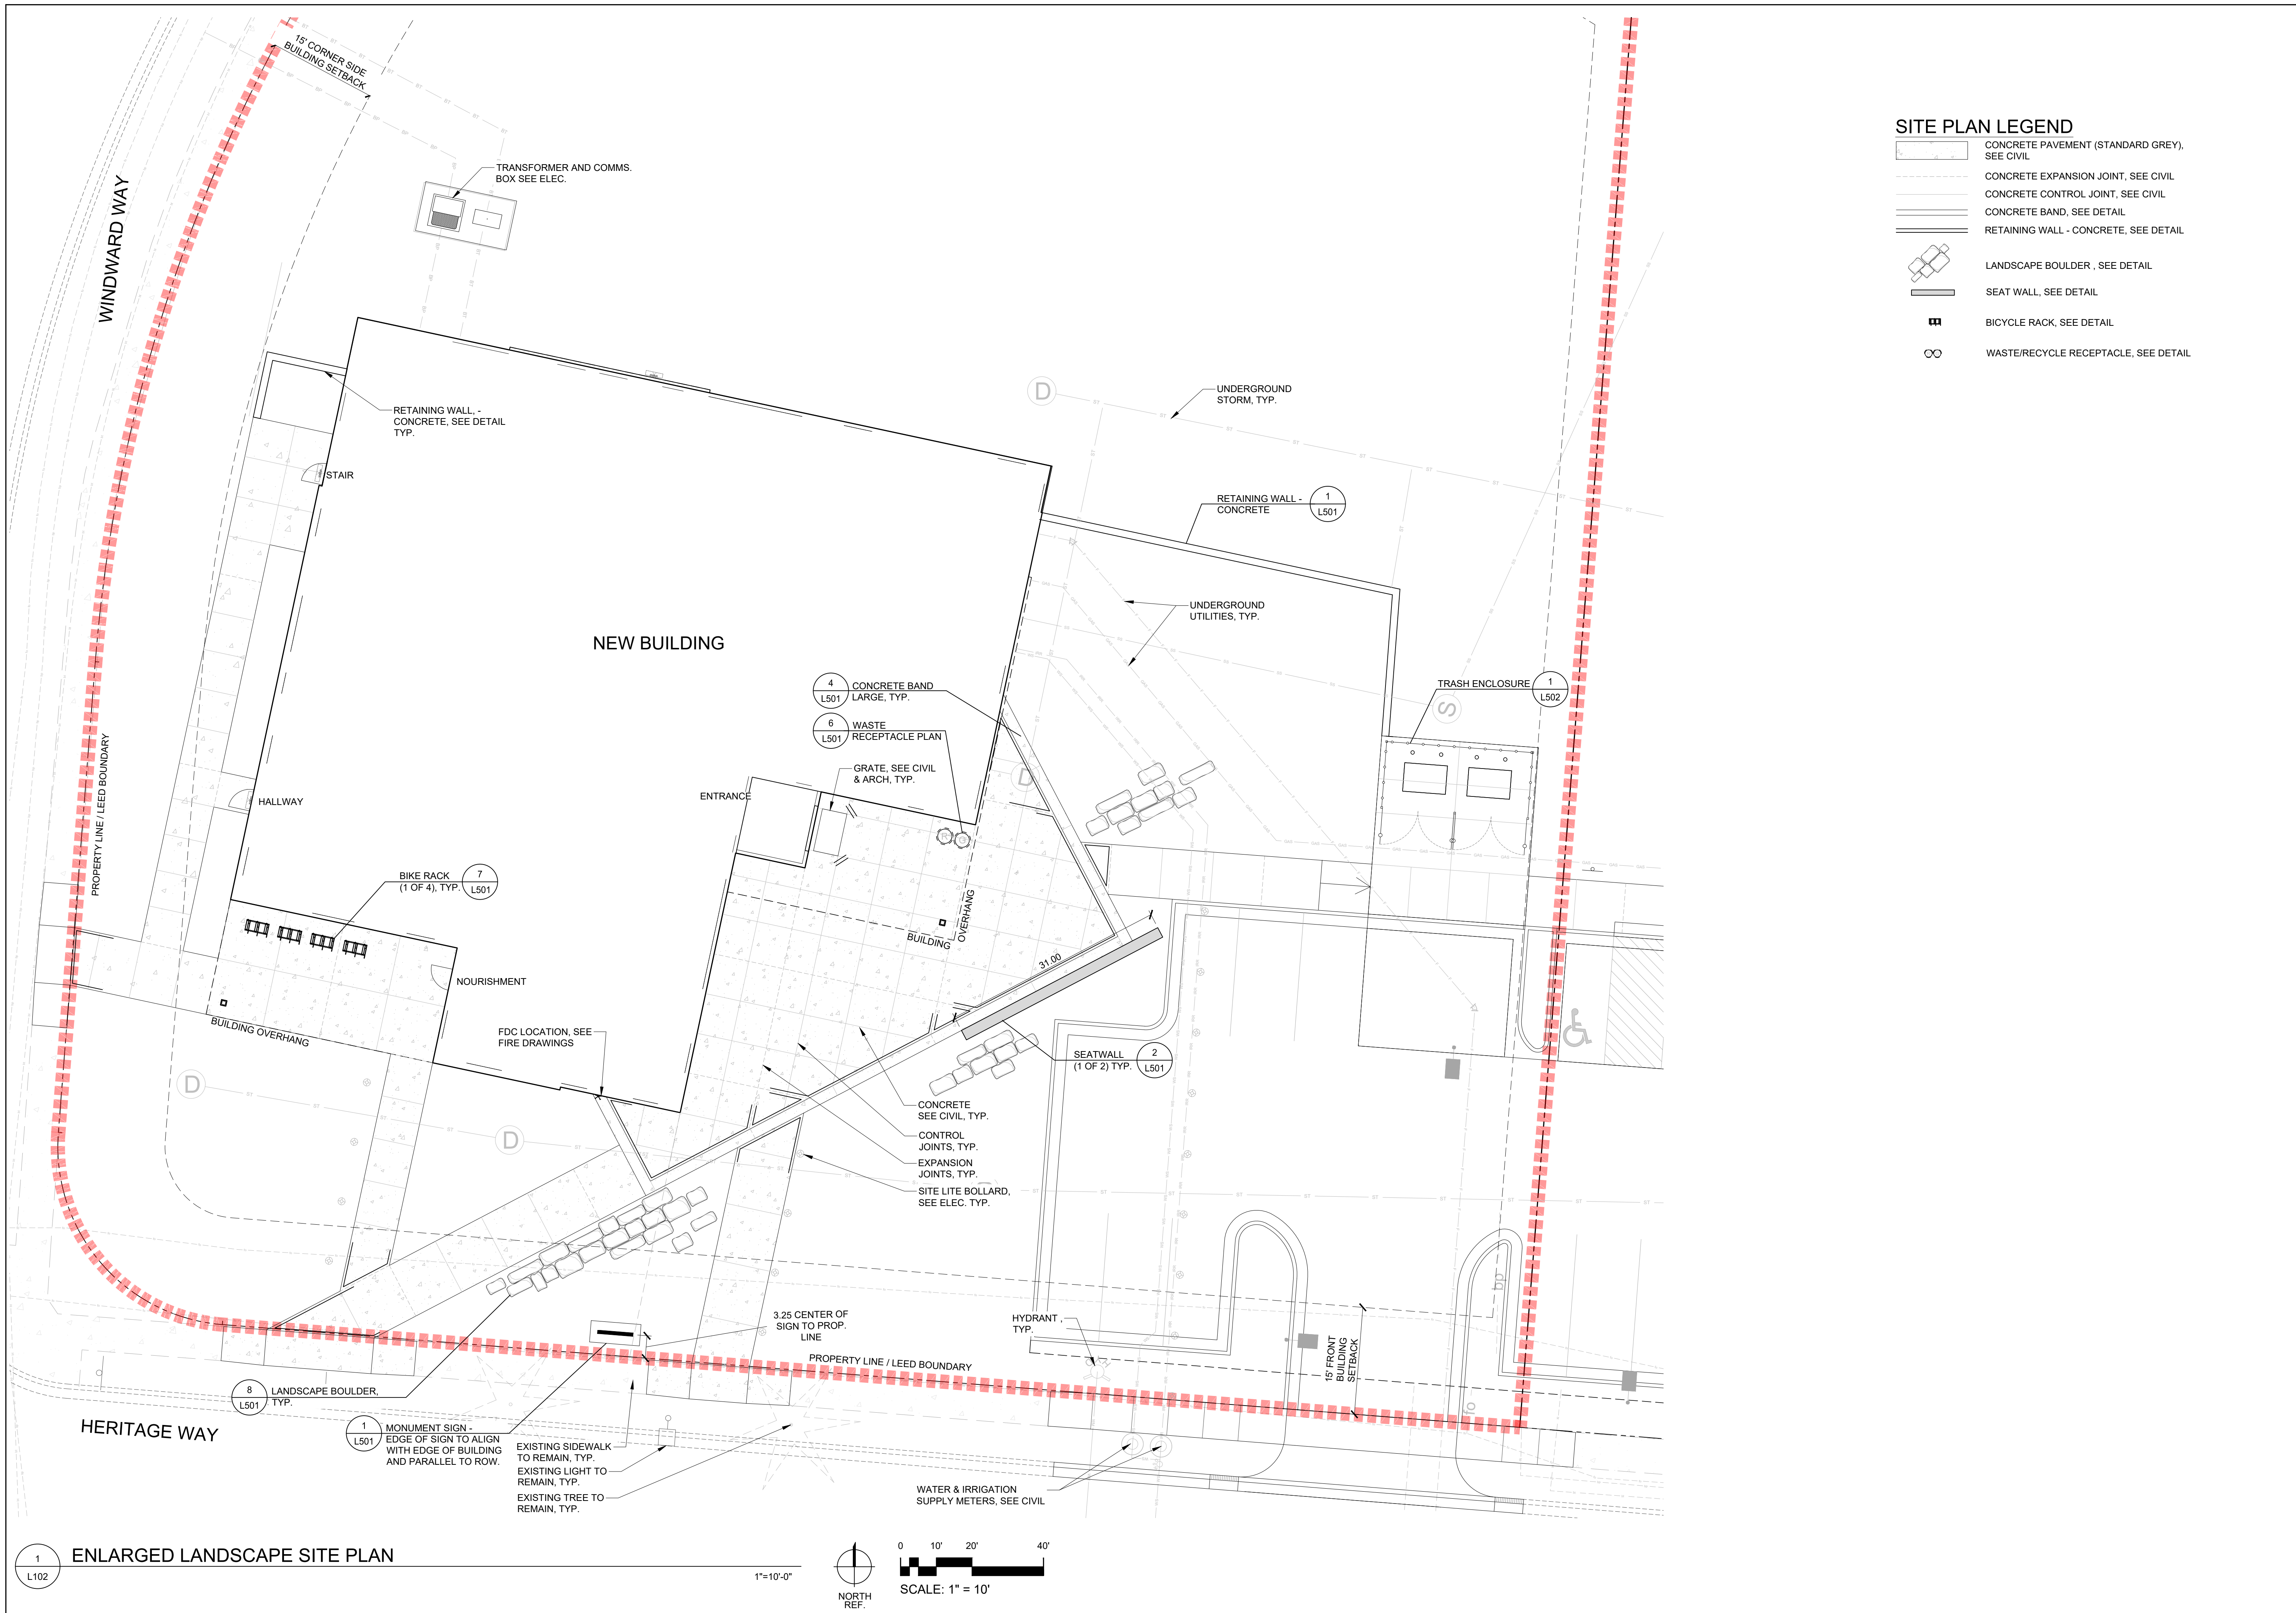 15' CORNER SIDE
BUILDING SETBACK
TRANSFORMER AND COMMS.
BOX SEE ELEC.
WINDWARD WAY
SITE PLAN LEGEND
CONCRETE PAVEMENT (STANDARD GREY),
SEE CIVIL
CONCRETE EXPANSION JOINT, SEE CIVIL
CONCRETE CONTROL JOINT, SEE CIVIL
CONCRETE BAND, SEE DETAIL
RETAINING WALL - CONCRETE, SEE DETAIL
LANDSCAPE BOULDER , SEE DETAIL
SEAT WALL, SEE DETAIL
BICYCLE RACK, SEE DETAIL
WASTE/RECYCLE RECEPTACLE, SEE DETAIL
RETAINING WALL, -
CONCRETE, SEE DETAIL
TYP.
STAIR
D
UNDERGROUND
STORM, TYP.
RETAINING WALL -
CONCRETE
1
L501
UNDERGROUND
UTILITIES, TYP.
NEW BUILDING
4
L501
CONCRETE BAND
LARGE, TYP.
6
L501
WASTE
RECEPTACLE PLAN
GRATE, SEE CIVIL
& ARCH, TYP.
TRASH ENCLOSURE
1
L502
S
D
ENTRANCE
HALLWAY
PROPERTY LINE / LEED BOUNDARY
BIKE RACK
(1 OF 4), TYP.
7
L501
NOURISHMENT
BUILDING
OVERHANG
31.00
BUILDING OVERHANG
FDC LOCATION, SEE
FIRE DRAWINGS
SEATWALL
(1 OF 2) TYP.
2
L501
D
D
CONCRETE
SEE CIVIL, TYP.
CONTROL
JOINTS, TYP.
EXPANSION
JOINTS, TYP.
SITE LITE BOLLARD,
SEE ELEC. TYP.
3.25 CENTER OF
SIGN TO PROP.
LINE
HYDRANT ,
TYP.
15' FRONT
BUILDING
SETBACK
PROPERTY LINE / LEED BOUNDARY
8
L501
LANDSCAPE BOULDER,
TYP.
HERITAGE WAY
1
L501
MONUMENT SIGN -
EDGE OF SIGN TO ALIGN
WITH EDGE OF BUILDING
AND PARALLEL TO ROW.
EXISTING SIDEWALK
TO REMAIN, TYP.
EXISTING LIGHT TO
REMAIN, TYP.
EXISTING TREE TO
REMAIN, TYP.
WATER & IRRIGATION
SUPPLY METERS, SEE CIVIL
1
L102
ENLARGED LANDSCAPE SITE PLAN
1"=10'-0"
NORTH
REF.
0 10' 20' 40'
SCALE: 1" = 10'